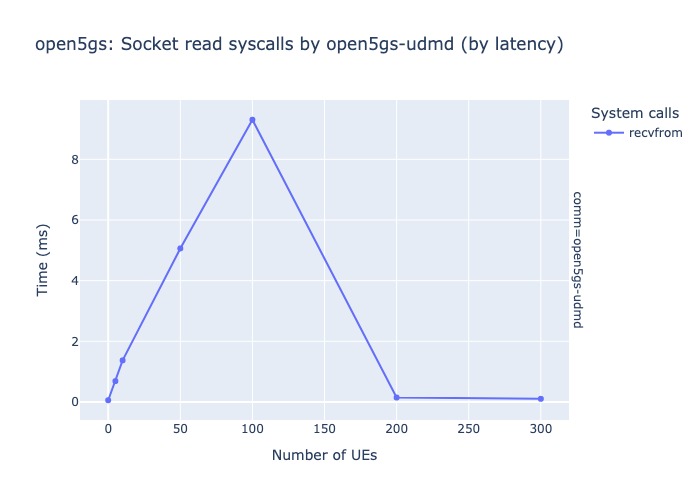 open5gs: Socket read syscalls by open5gs-udmd (by latency)
System calls
recvfrom
8
6
4
2
0
Time (ms)
comm=open5gs-udmd
0 50 100 150 200 250 300
Number of UEs